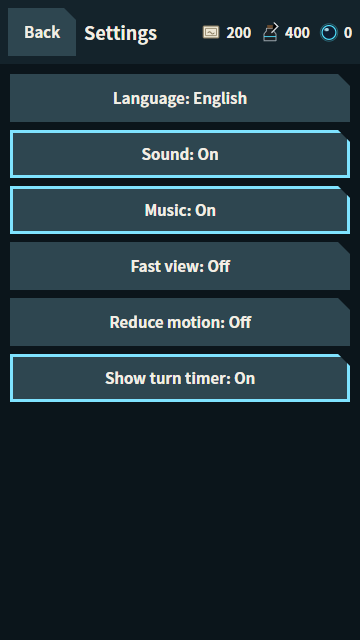 Back Settings 200 400 0
Language: English
Sound: On
Music: On
Fast view: Off
Reduce motion: Off
Show turn timer: On